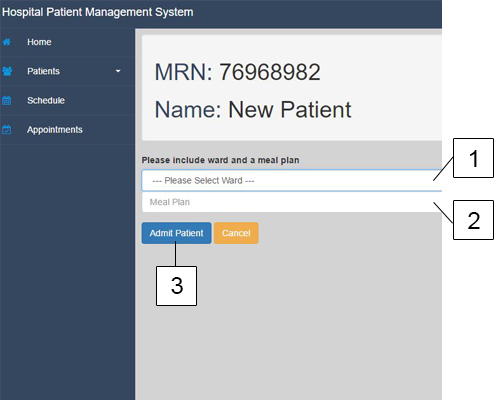 Hospital Patient Management System
Home
Patients
Schedule
Appointments
MRN: 76968982
Name: New Patient
Please include ward and a meal plan
--- Please Select Ward ---
1
Meal Plan
2
Admit Patient Cancel
3